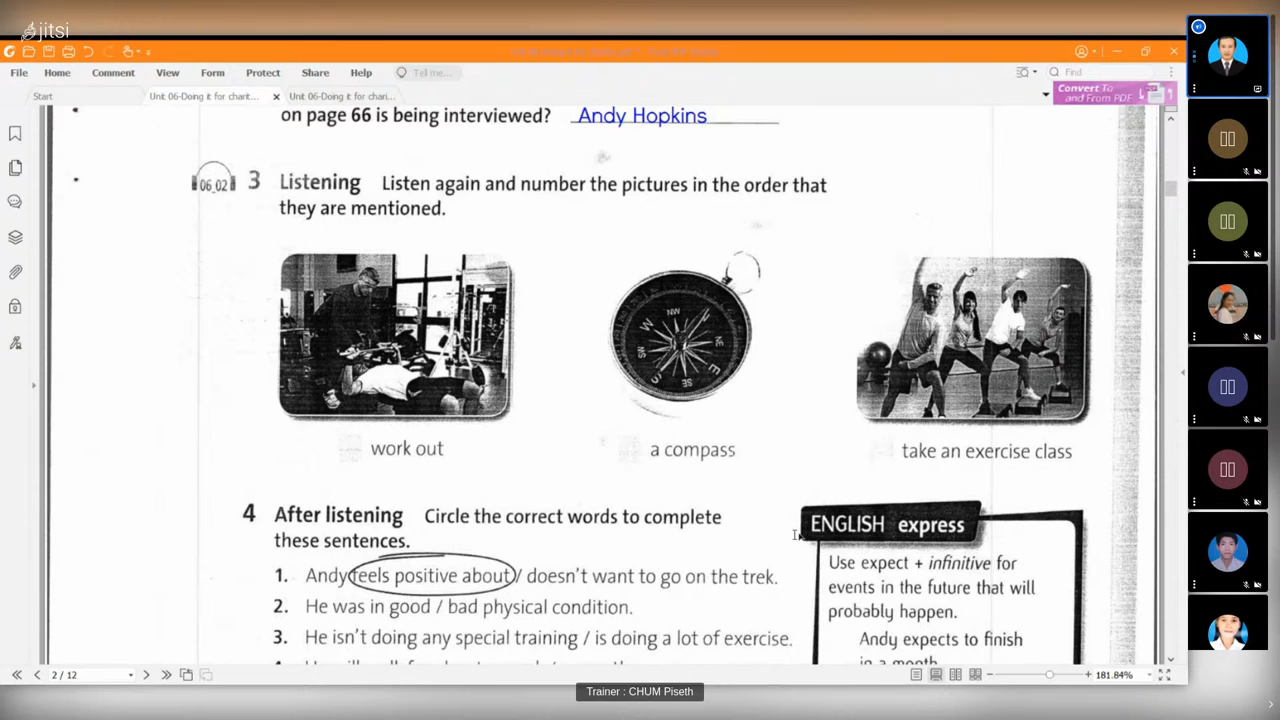 jitsi
File Home Comment View Form Protect Share Help Tell me... Find
Start Unit 06-Doing it for charit... Unit 06-Doing it for chari... Convert To and From PDF
on page 66 is being interviewed? Andy Hopkins
06_02 3 Listening Listen again and number the pictures in the order that
they are mentioned.
work out a compass take an exercise class
4 After listening Circle the correct words to complete
these sentences.
1. Andy feels positive about / doesn't want to go on the trek.
2. He was in good / bad physical condition.
3. He isn't doing any special training / is doing a lot of exercise.
ENGLISH express
Use expect + infinitive for
events in the future that will
probably happen.
Andy expects to finish
in a month
2 / 12 181.84%
Trainer : CHUM Piseth